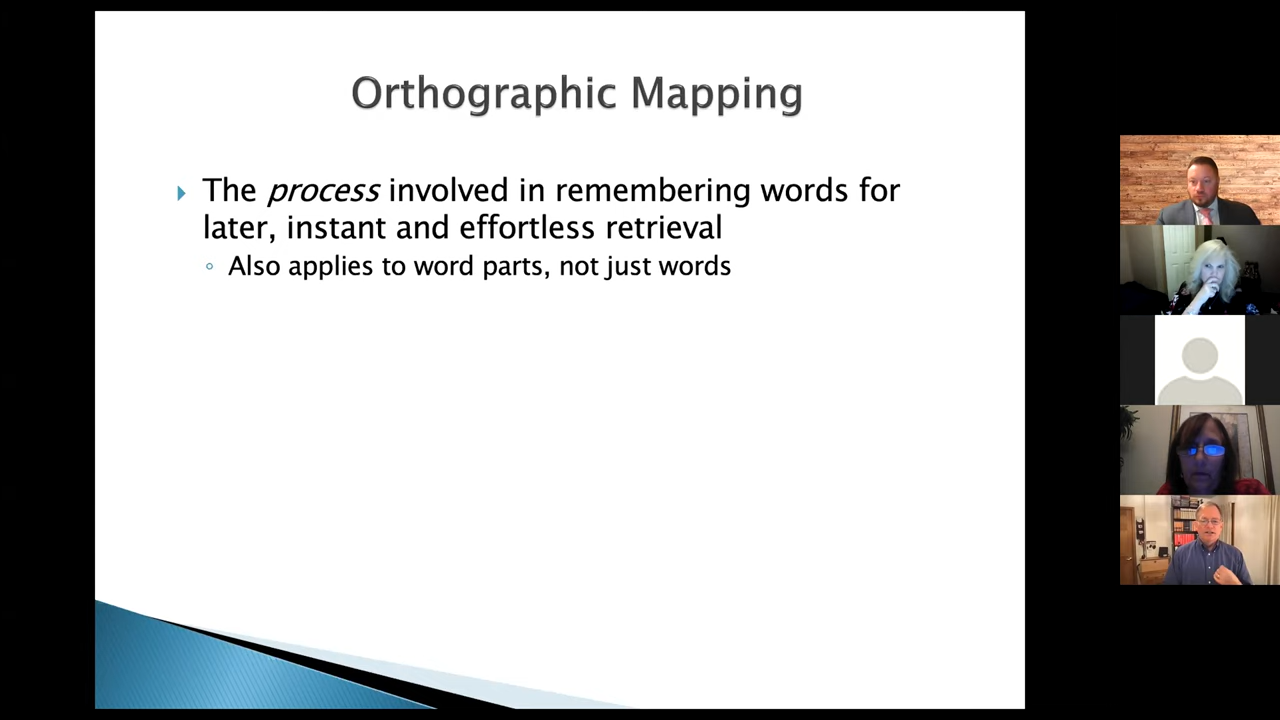 Orthographic Mapping
The process involved in remembering words for
later, instant and effortless retrieval
Also applies to word parts, not just words